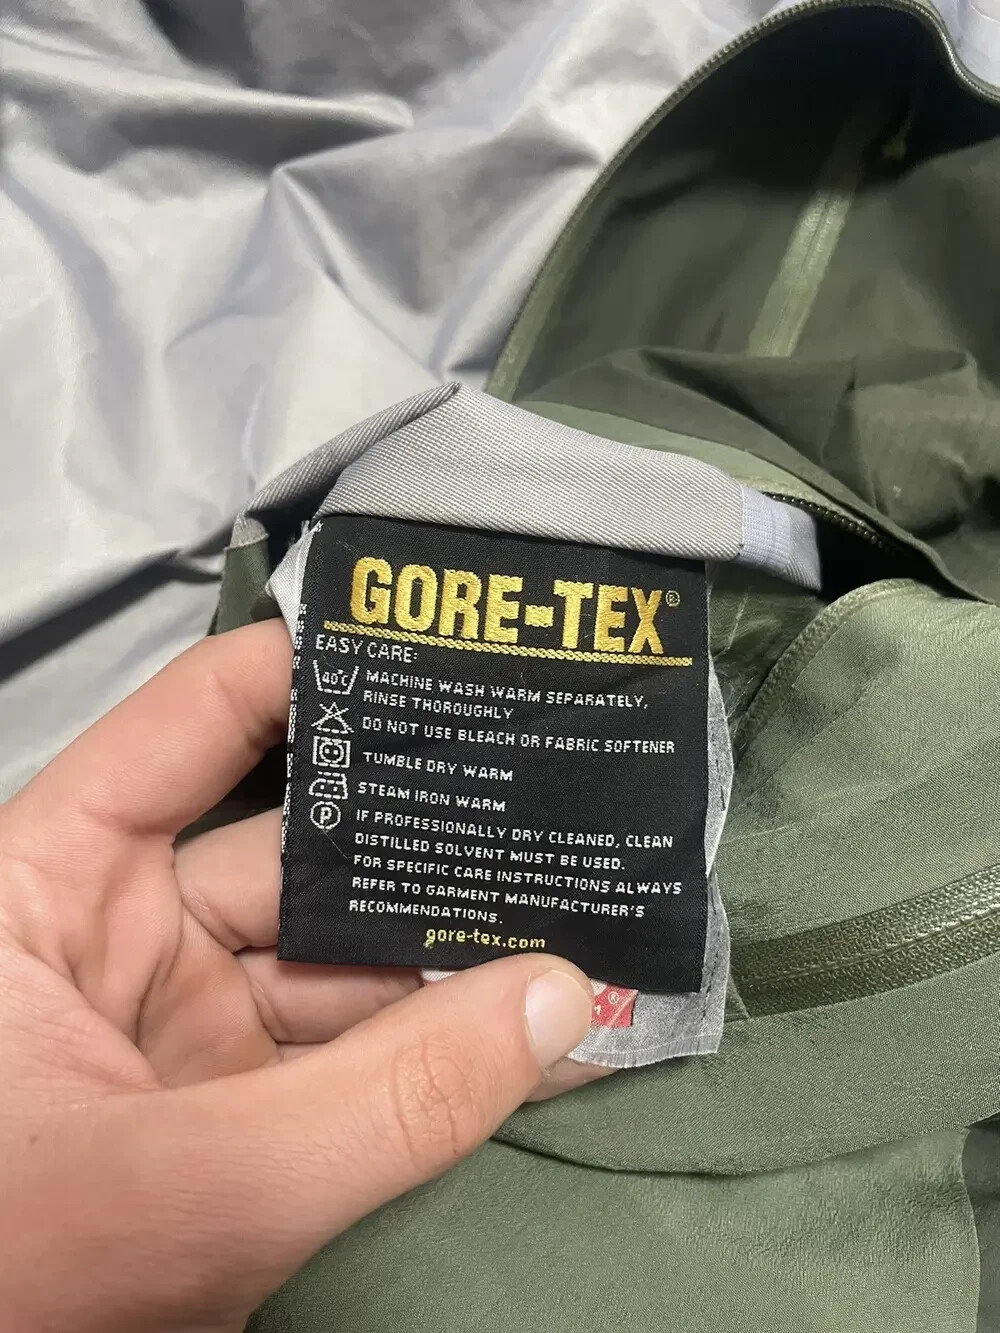 GORE-TEX®
EASY CARE:
40°C MACHINE WASH WARM SEPARATELY,
RINSE THOROUGHLY
DO NOT USE BLEACH OR FABRIC SOFTENER
TUMBLE DRY WARM
STEAM IRON WARM
P IF PROFESSIONALLY DRY CLEANED, CLEAN
DISTILLED SOLVENT MUST BE USED.
FOR SPECIFIC CARE INSTRUCTIONS ALWAYS
REFER TO GARMENT MANUFACTURER'S
RECOMMENDATIONS.
gore-tex.com
®